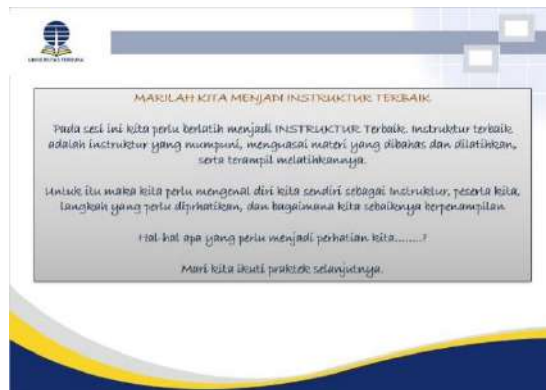 UNIVERSITAS TERBUKA
MARILAH KITA MENJADI INSTRUKTUR TERBAIK
Pada sesi ini kita perlu berlatih menjadi INSTRUKTUR Terbaik. Instruktur terbaik
adalah instruktur yang mumpuni, menguasai materi yang dibahas dan dilatihkan,
serta terampil melatihkannya.
Untuk itu maka kita perlu mengenal diri kita sendiri sebagai Instruktur, peserta kita,
langkah yang perlu diprhatikan, dan bagaimana kita sebaiknya berpenampilan
Hal-hal apa yang perlu menjadi perhatian kita........?
Mari kita ikuti praktek selanjutnya.